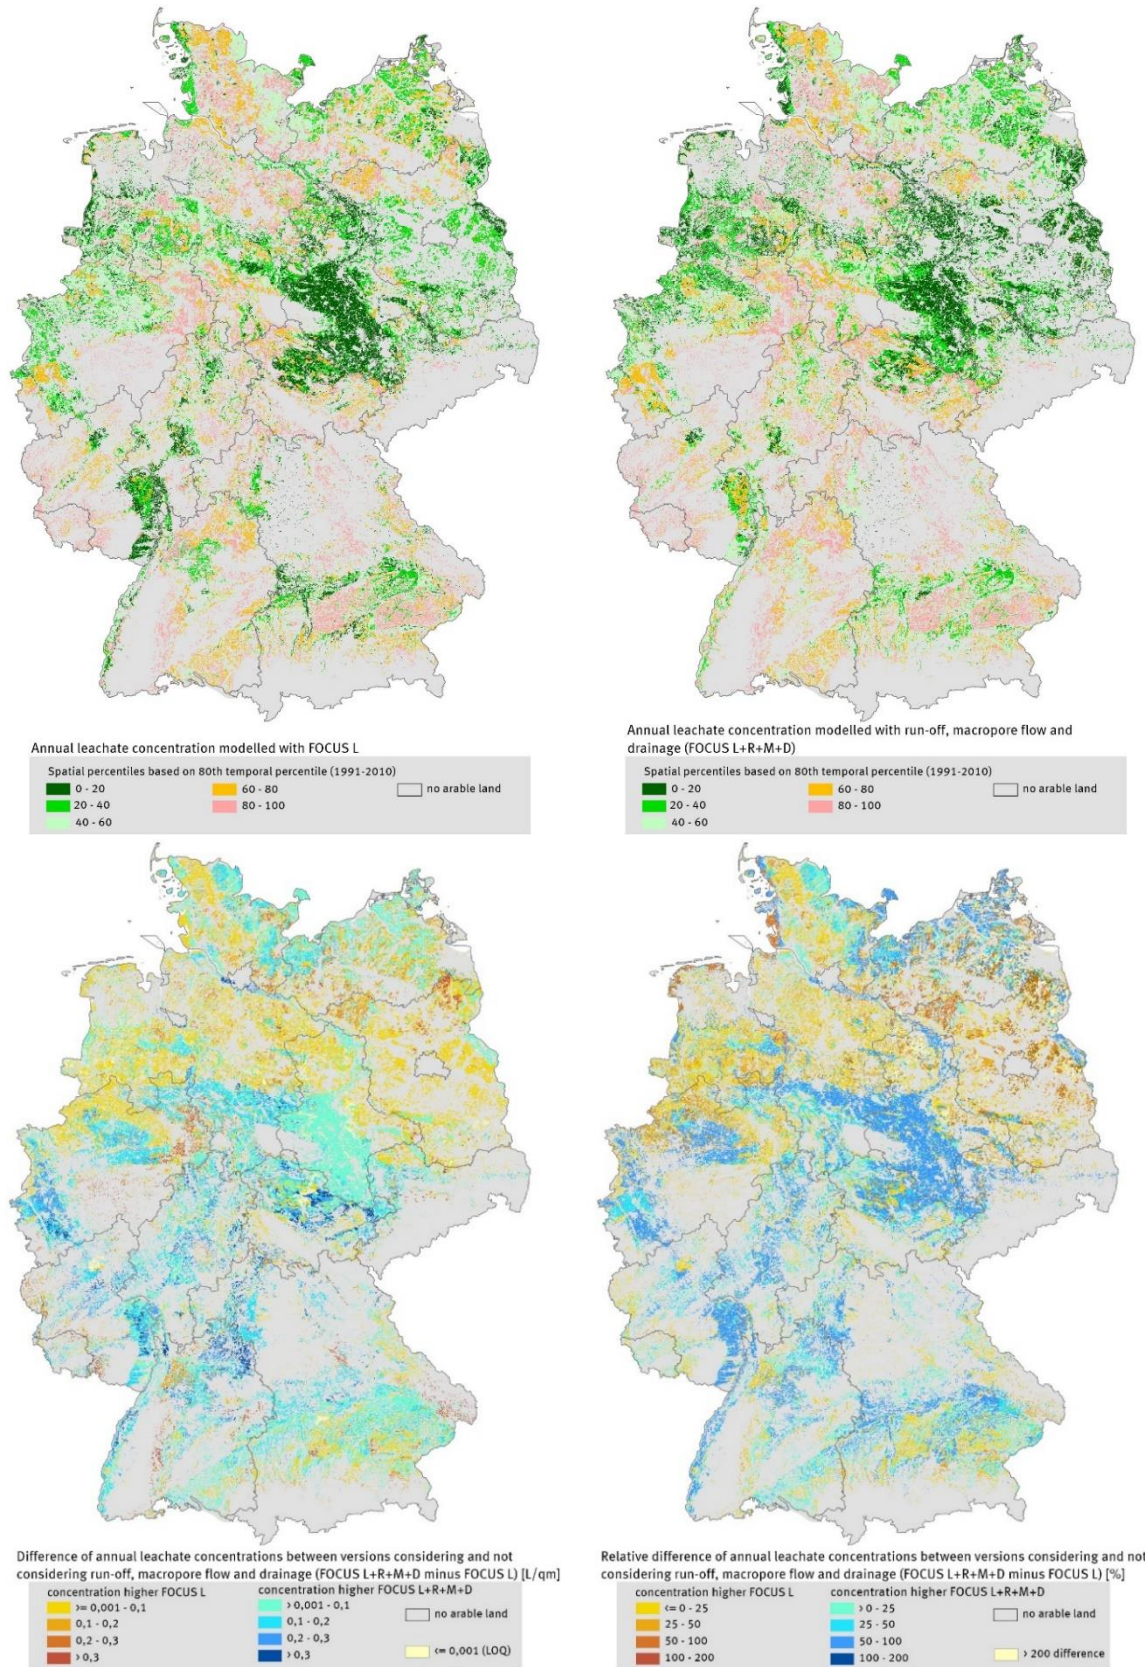 Annual leachate concentration modelled with FOCUS L
Spatial percentiles based on 80th temporal percentile (1991-2010)
0 - 20
60 - 80
no arable land
20 - 40
80 - 100
40 - 60
Annual leachate concentration modelled with run-off, macropore flow and
drainage (FOCUS L+R+M+D)
Spatial percentiles based on 80th temporal percentile (1991-2010)
0 - 20
60 - 80
no arable land
20 - 40
80 - 100
40 - 60
Difference of annual leachate concentrations between versions considering and not
considering run-off, macropore flow and drainage (FOCUS L+R+M+D minus FOCUS L) [L/qm]
concentration higher FOCUS L
concentration higher FOCUS L+R+M+D
>= 0,001 - 0,1
> 0,001 - 0,1
no arable land
0,1 - 0,2
0,1 - 0,2
0,2 - 0,3
0,2 - 0,3
> 0,3
> 0,3
<= 0,001 (LOQ)
Relative difference of annual leachate concentrations between versions considering and not
considering run-off, macropore flow and drainage (FOCUS L+R+M+D minus FOCUS L) [%]
concentration higher FOCUS L
concentration higher FOCUS L+R+M+D
<= 0 - 25
> 0 - 25
no arable land
25 - 50
25 - 50
50 - 100
50 - 100
100 - 200
100 - 200
> 200 difference